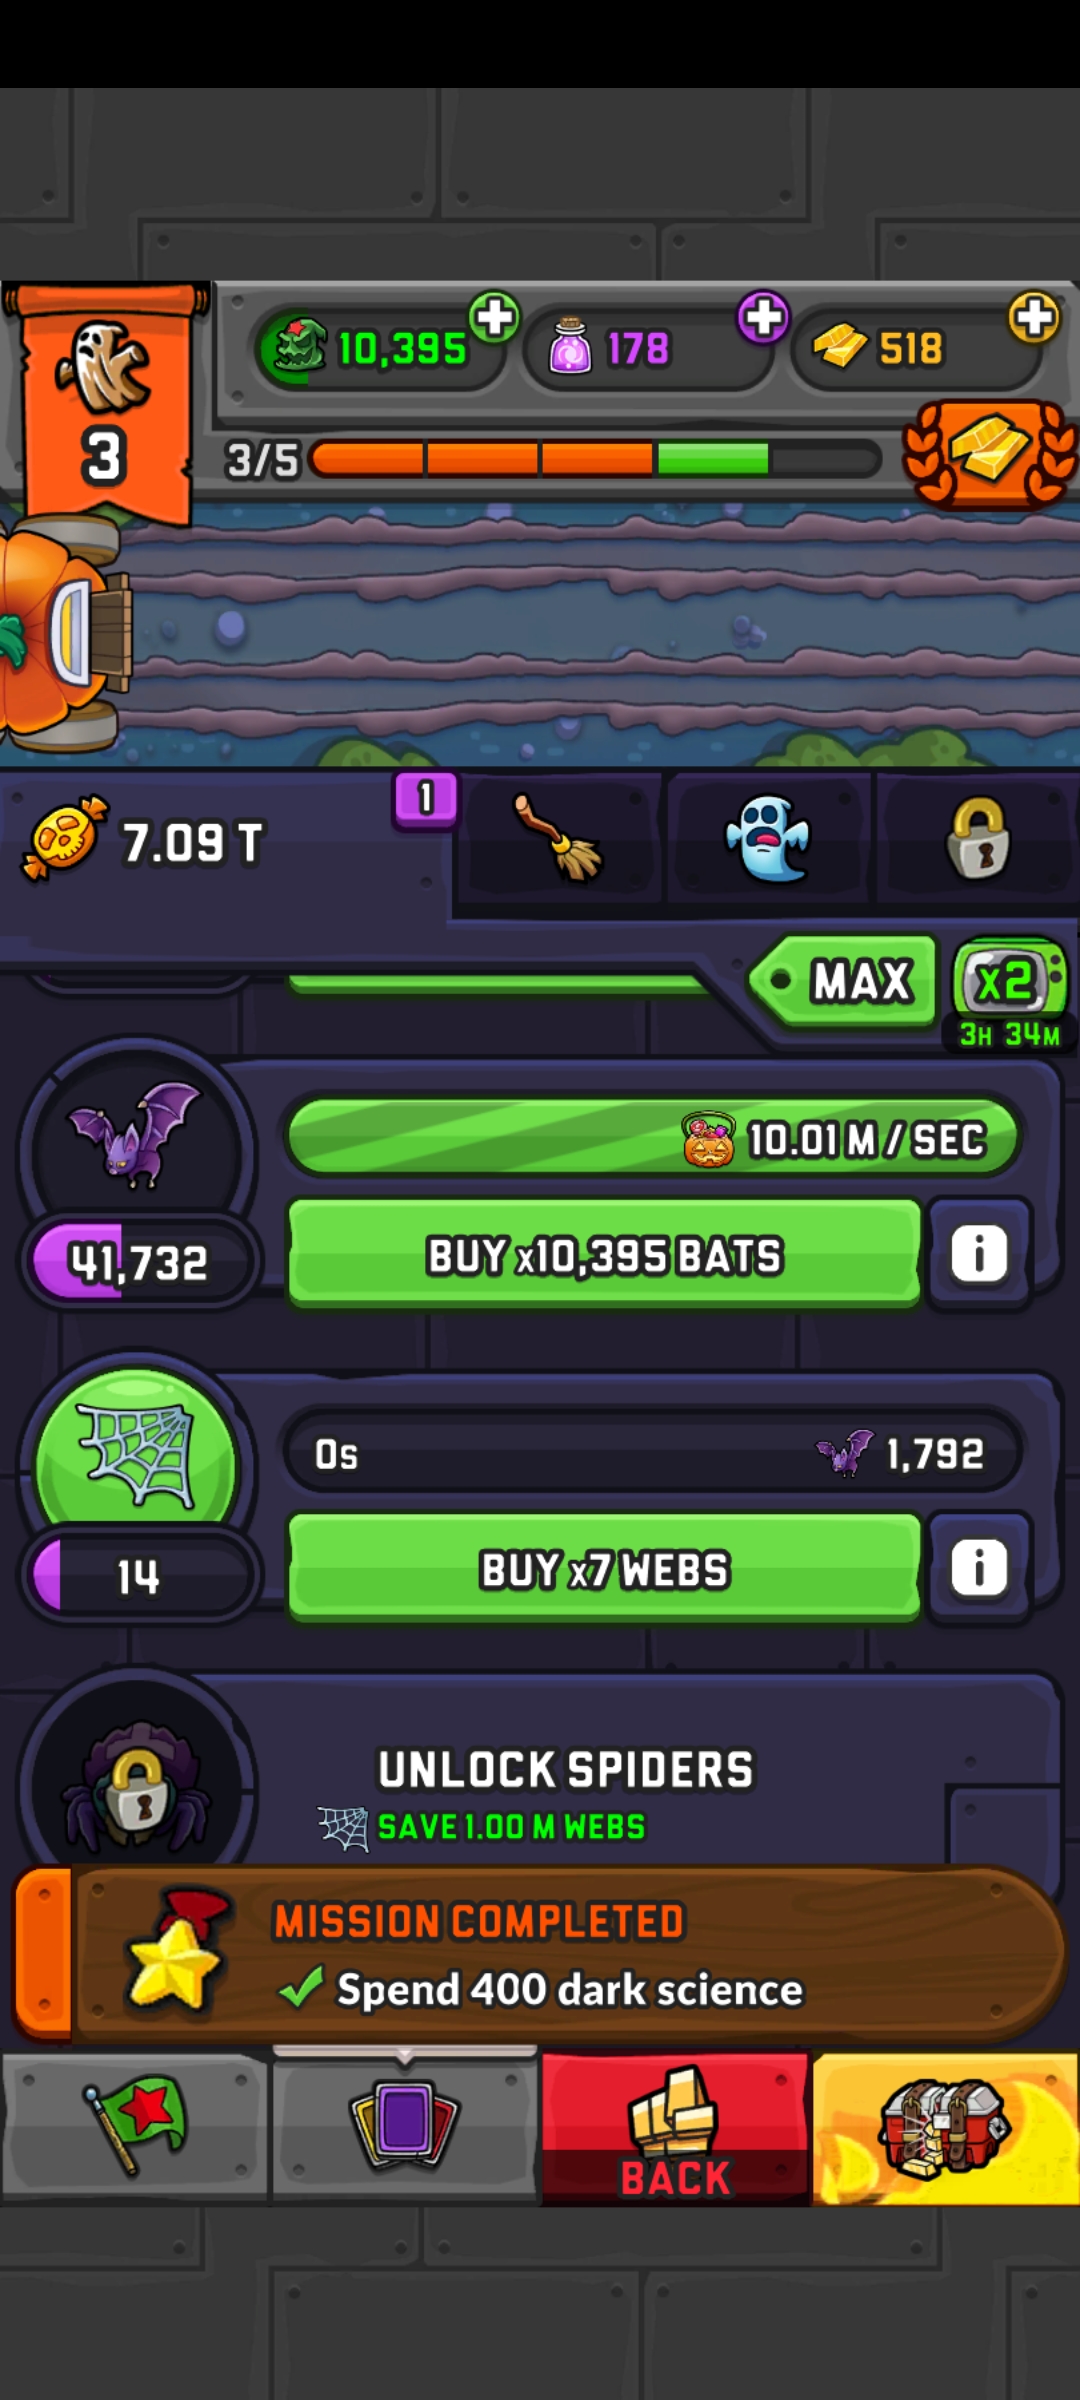 3
10,395
178
518
3/5
7.09 T
1
MAX
x2
3H 34M
10.01 M / SEC
41,732
BUY x10,395 BATS
i
0s
1,792
14
BUY x7 WEBS
i
UNLOCK SPIDERS
SAVE 1.00 M WEBS
MISSION COMPLETED
Spend 400 dark science
BACK